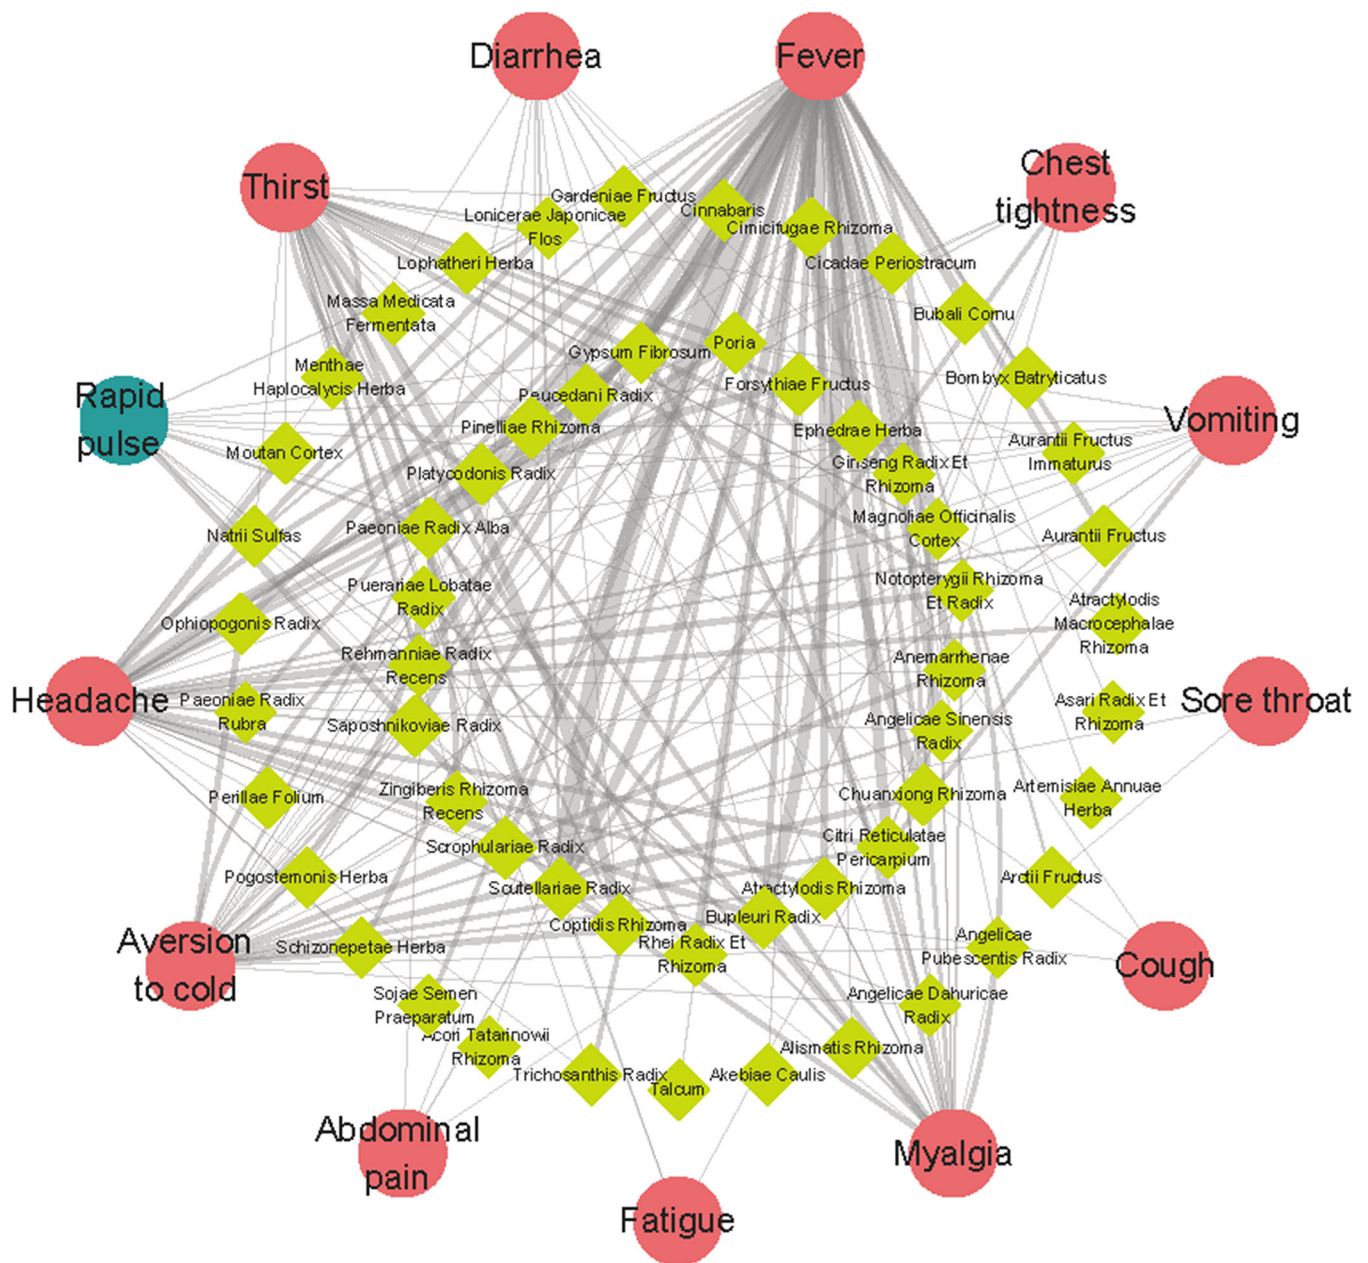 Diarrhea
Fever
Thirst
Chest
tightness
Gardeniae Fructus
Cinnabaris
Lonicerae Japonicae
Flos
Cimicifugae Rhizoma
Lophatheri Herba
Cicadae Periostracum
Massa Medicata
Fermentata
Bubali Cornu
Gypsum Fibrosum
Poria
Menthae
Haplocalycis Herba
Peucedani Radix
Forsythiae Fructus
Bombyx Batryticatus
Rapid
pulse
Vomiting
Pinelliae Rhizoma
Ephedrae Herba
Moutan Cortex
Aurantii Fructus
Immaturus
Platycodonis Radix
Ginseng Radix Et
Rhizoma
Natrii Sulfas
Paeoniae Radix Alba
Magnoliae Officinalis
Cortex
Aurantii Fructus
Puerariae Lobatae
Radix
Notopterygii Rhizoma
Et Radix
Ophiopogonis Radix
Atractylodis
Macrocephalae
Rhizoma
Rehmanniae Radix
Recens
Anemarrhenae
Rhizoma
Headache
Paeoniae Radix
Rubra
Saposhnikoviae Radix
Angelicae Sinensis
Radix
Asari Radix Et
Rhizoma
Sore throat
Perillae Folium
Zingiberis Rhizoma
Recens
Chuanxiong Rhizoma
Artemisiae Annuae
Herba
Scrophulariae Radix
Citri Reticulatae
Pericarpium
Pogostemonis Herba
Scutellariae Radix
Atractylodis Rhizoma
Arctii Fructus
Coptidis Rhizoma
Bupleuri Radix
Aversion
to cold
Schizonepetae Herba
Rhei Radix Et
Rhizoma
Angelicae
Pubescentis Radix
Cough
Sojae Semen
Praeparatum
Angelicae Dahuricae
Radix
Acori Tatarinowii
Rhizoma
Alismatis Rhizoma
Trichosanthis Radix
Talcum
Akebiae Caulis
Abdominal
pain
Myalgia
Fatigue